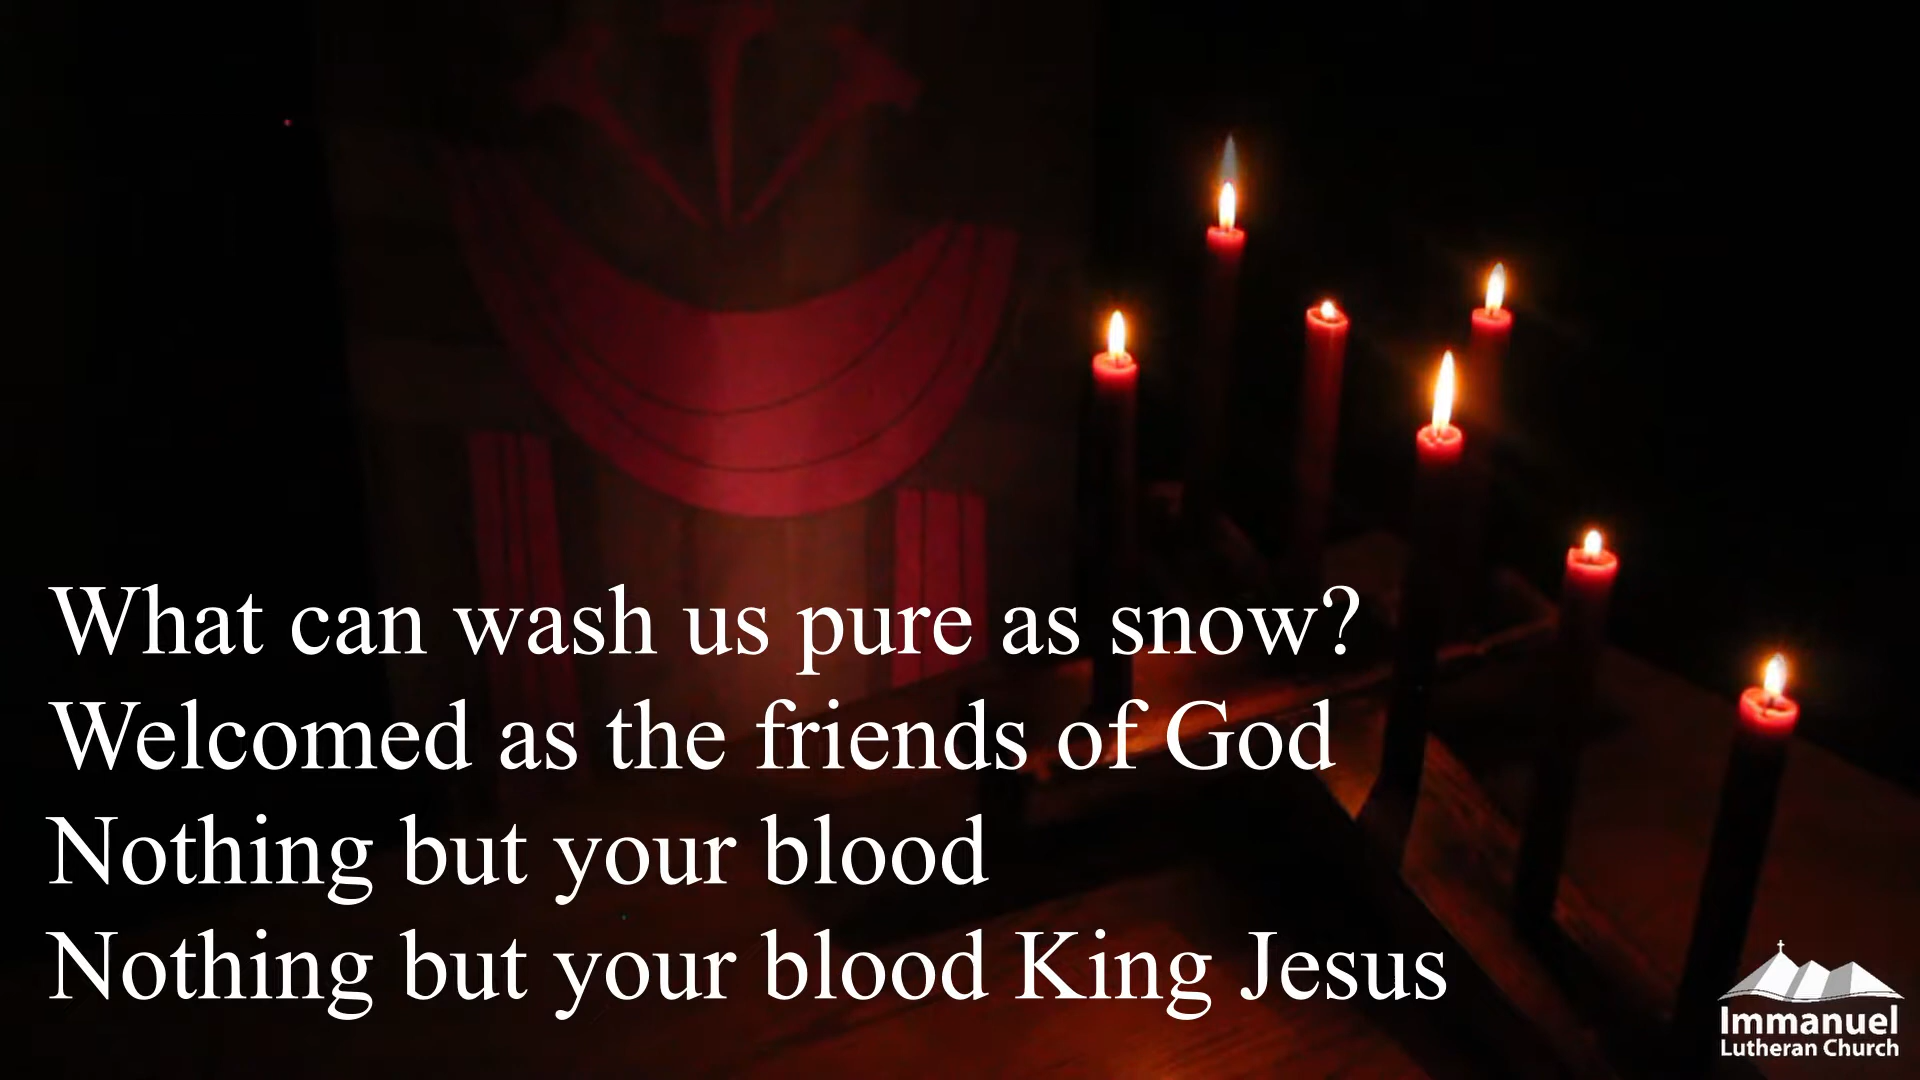 What can wash us pure as snow?
Welcomed as the friends of God
Nothing but your blood
Nothing but your blood King Jesus
Immanuel
Lutheran Church